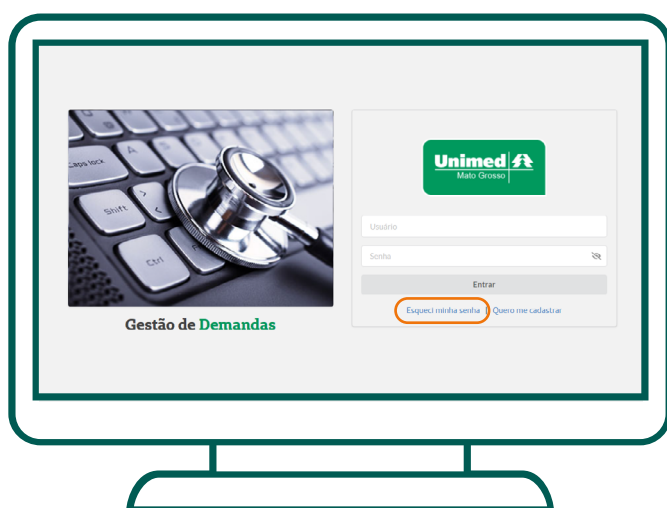 Caps lock
A
S
D
Shift
>
<
Ctrl
Gestão de Demandas
Unimed
Mato Grosso
Usuário
Senha
Entrar
Esqueci minha senha | Quero me cadastrar